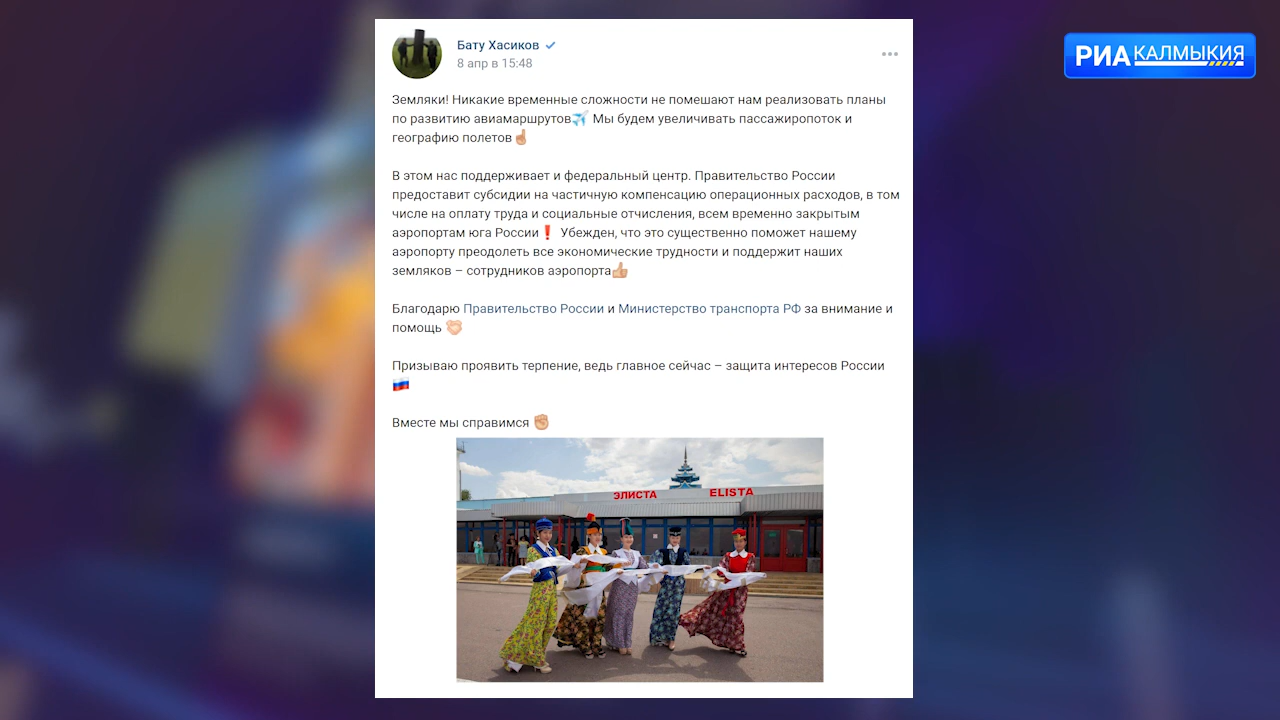 Бату Хасиков
8 апр в 15:48
РИА КАЛМЫКИЯ
Земляки! Никакие временные сложности не помешают нам реализовать планы
по развитию авиамаршрутов✈️ Мы будем увеличивать пассажиропоток и
географию полетов☝🏼
В этом нас поддерживает и федеральный центр. Правительство России
предоставит субсидии на частичную компенсацию операционных расходов, в том
числе на оплату труда и социальные отчисления, всем временно закрытым
аэропортам юга России❗ Убежден, что это существенно поможет нашему
аэропорту преодолеть все экономические трудности и поддержит наших
земляков – сотрудников аэропорта👍🏼
Благодарю Правительство России и Министерство транспорта РФ за внимание и
помощь 🤝🏻
Призываю проявить терпение, ведь главное сейчас – защита интересов России
🇷🇺
Вместе мы справимся ✊🏼
ЭЛИСТА ELISTA